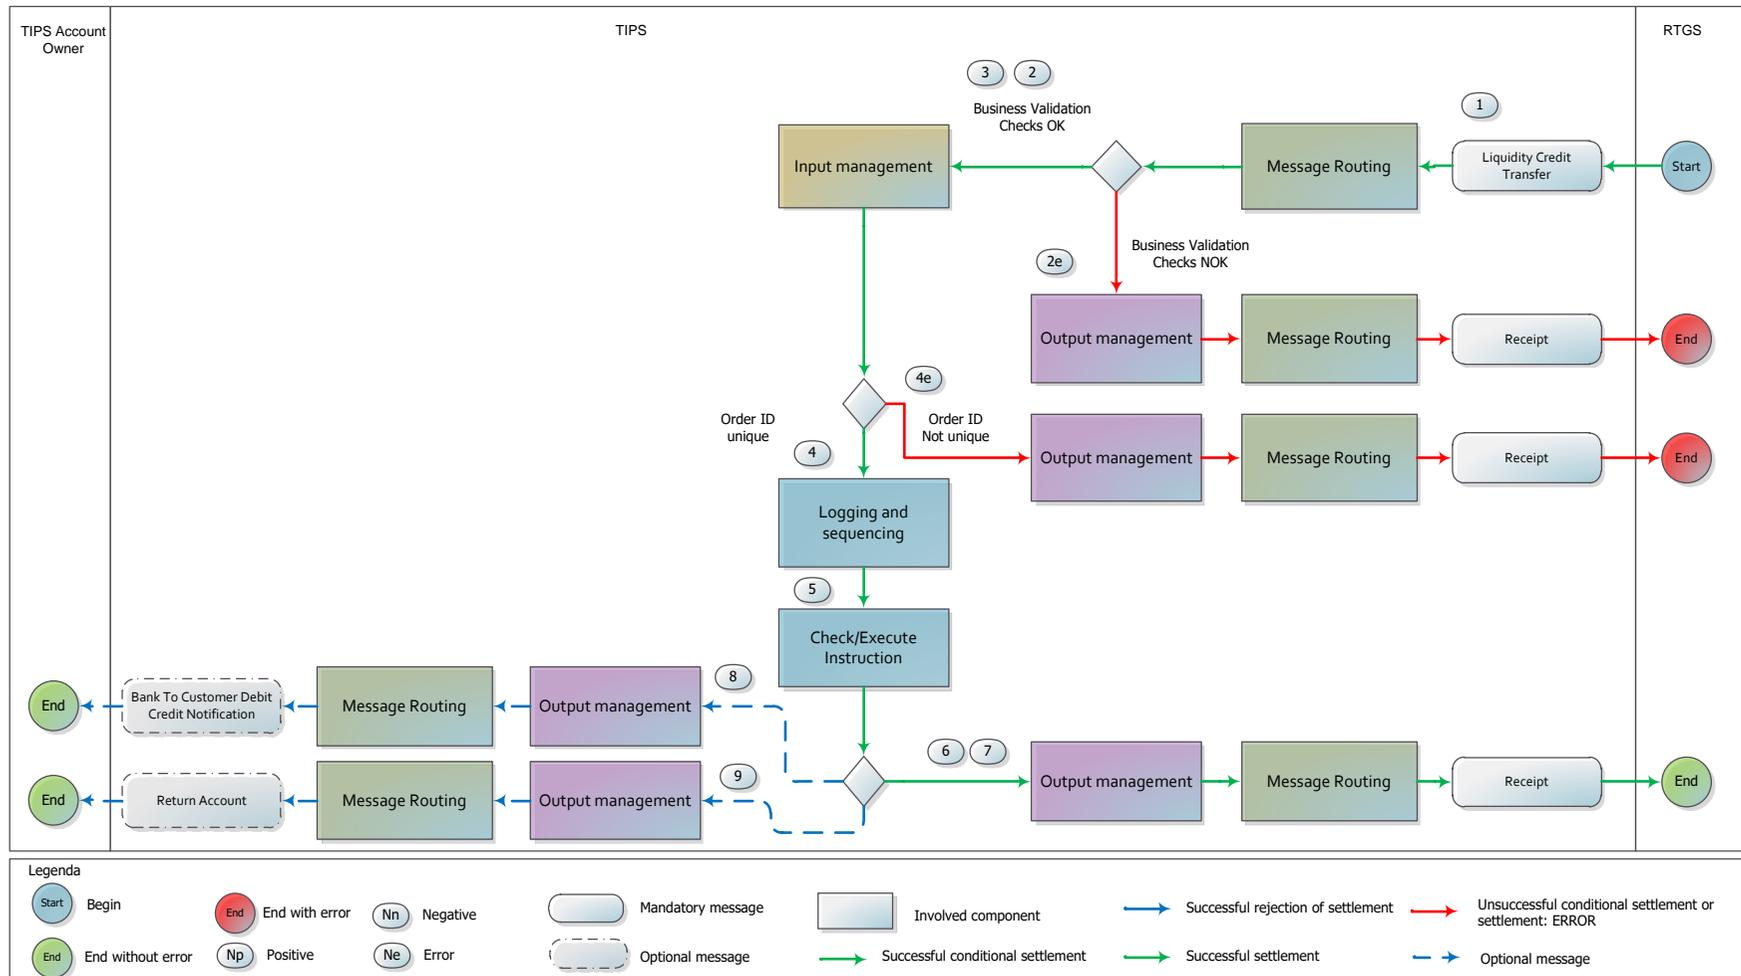 TIPS Account
Owner
TIPS
RTGS
3
2
Business Validation
Checks OK
1
Input management
Message Routing
Liquidity Credit
Transfer
Start
Business Validation
Checks NOK
2e
Output management
Message Routing
Receipt
End
4e
Order ID
unique
Order ID
Not unique
4
Output management
Message Routing
Receipt
End
Logging and
sequencing
5
Check/Execute
Instruction
8
End
Bank To Customer Debit
Credit Notification
Message Routing
Output management
6
7
9
End
Return Account
Message Routing
Output management
Output management
Message Routing
Receipt
End
Legenda
Start
Begin
End
End with error
Nn
Negative
Mandatory message
Involved component
Successful rejection of settlement
Unsuccessful conditional settlement or
settlement: ERROR
End
End without error
Np
Positive
Ne
Error
Optional message
Successful conditional settlement
Successful settlement
Optional message